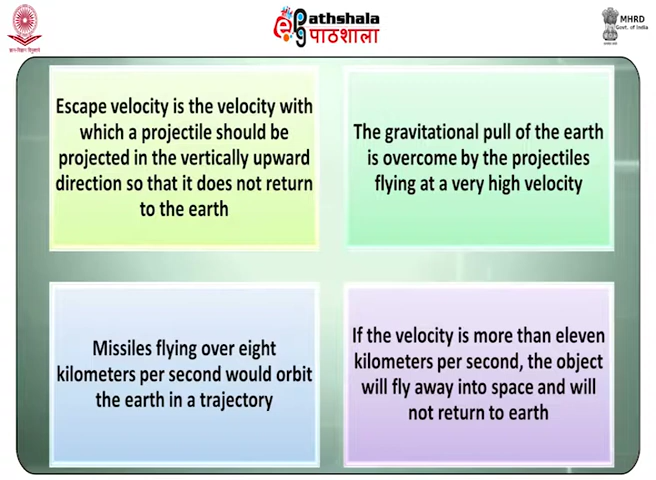 ePg Pathshala
पाठशाला
MHRD
Govt. of India
Escape velocity is the velocity with
which a projectile should be
projected in the vertically upward
direction so that it does not return
to the earth
The gravitational pull of the earth
is overcome by the projectiles
flying at a very high velocity
Missiles flying over eight
kilometers per second would orbit
the earth in a trajectory
If the velocity is more than eleven
kilometers per second, the object
will fly away into space and will
not return to earth